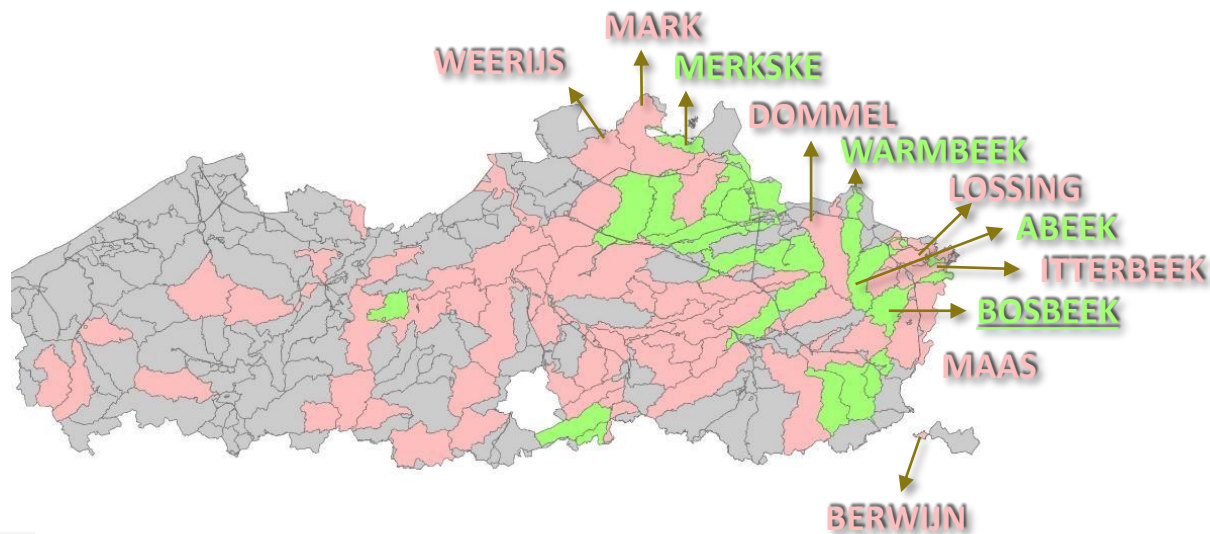 MARK
WEERIJS
MERKSKE
DOMMEL
WARMBEEK
LOSSING
ABEEK
ITTERBEEK
BOSBEEK
MAAS
BERWIJN